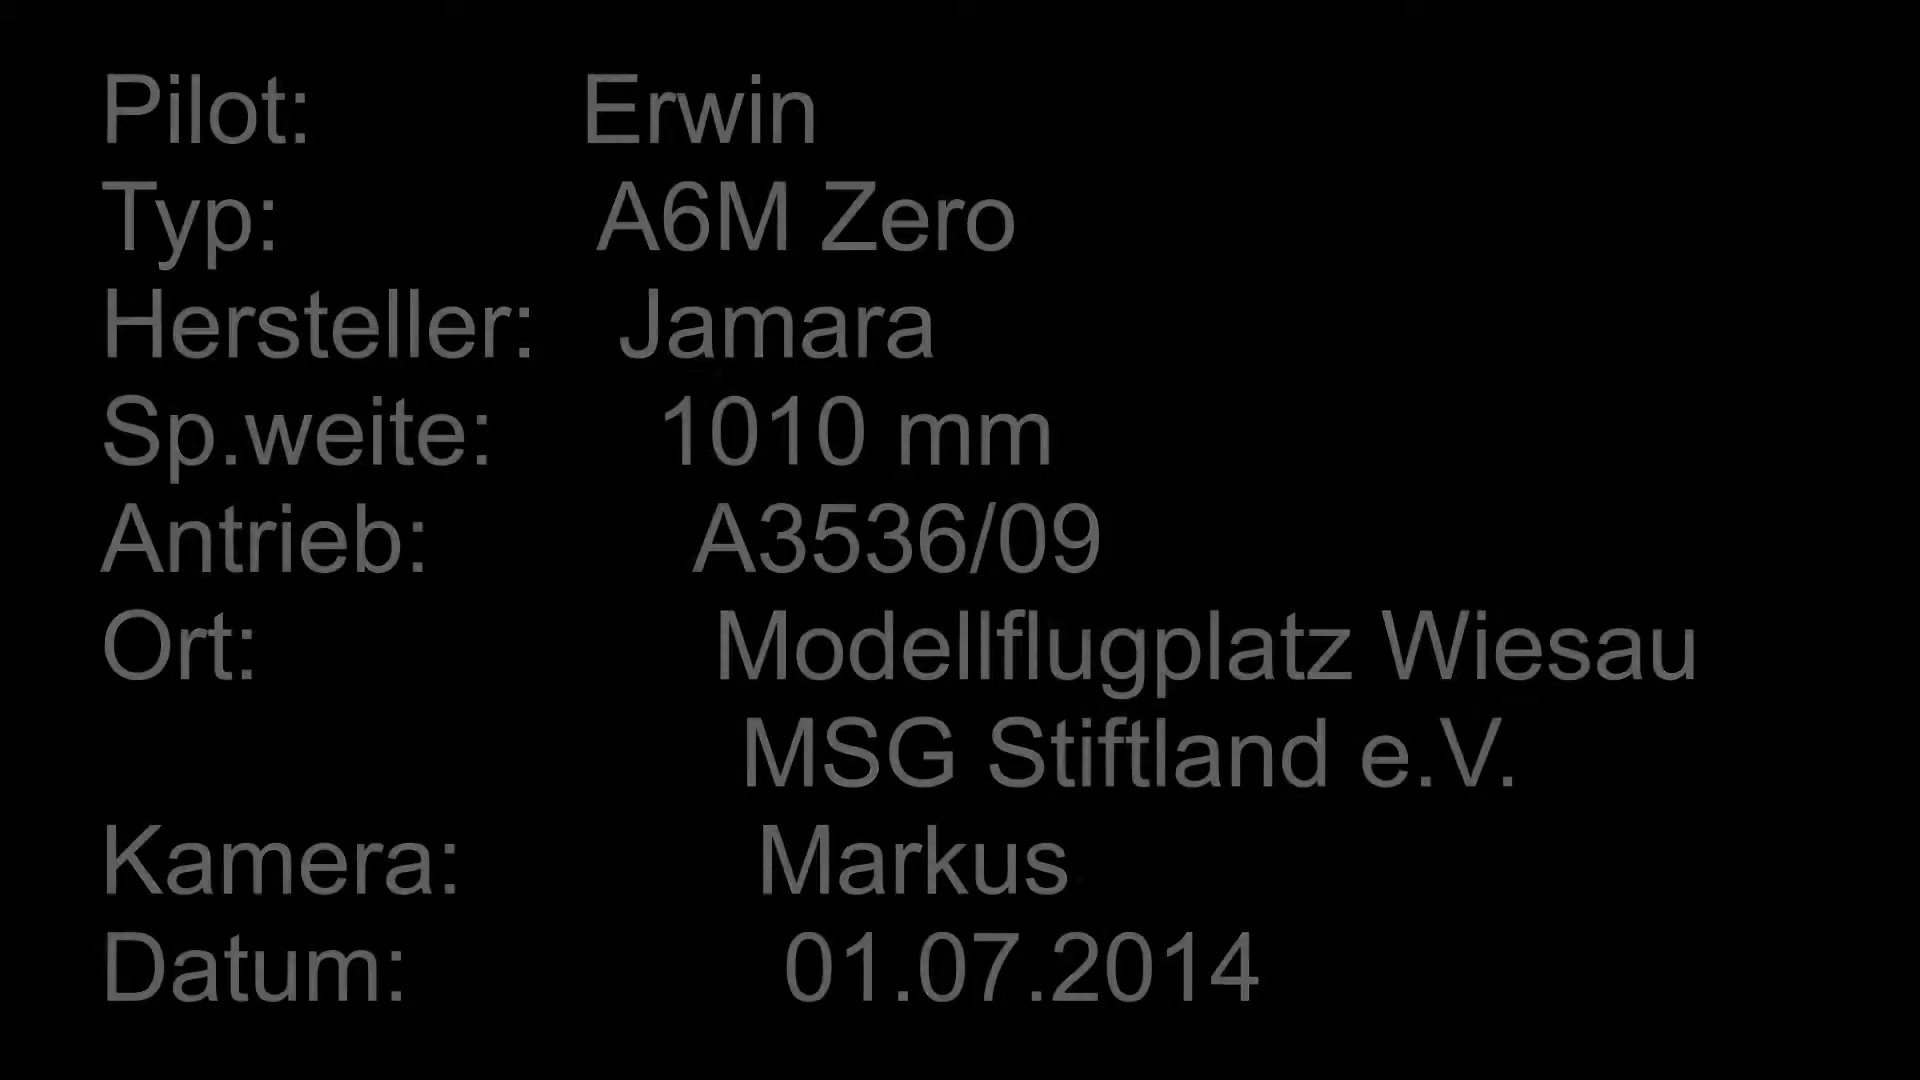 Pilot: Erwin
Typ: A6M Zero
Hersteller: Jamara
Sp.weite: 1010 mm
Antrieb: A3536/09
Ort: Modellflugplatz Wiesau
MSG Stiftland e.V.
Kamera: Markus
Datum: 01.07.2014